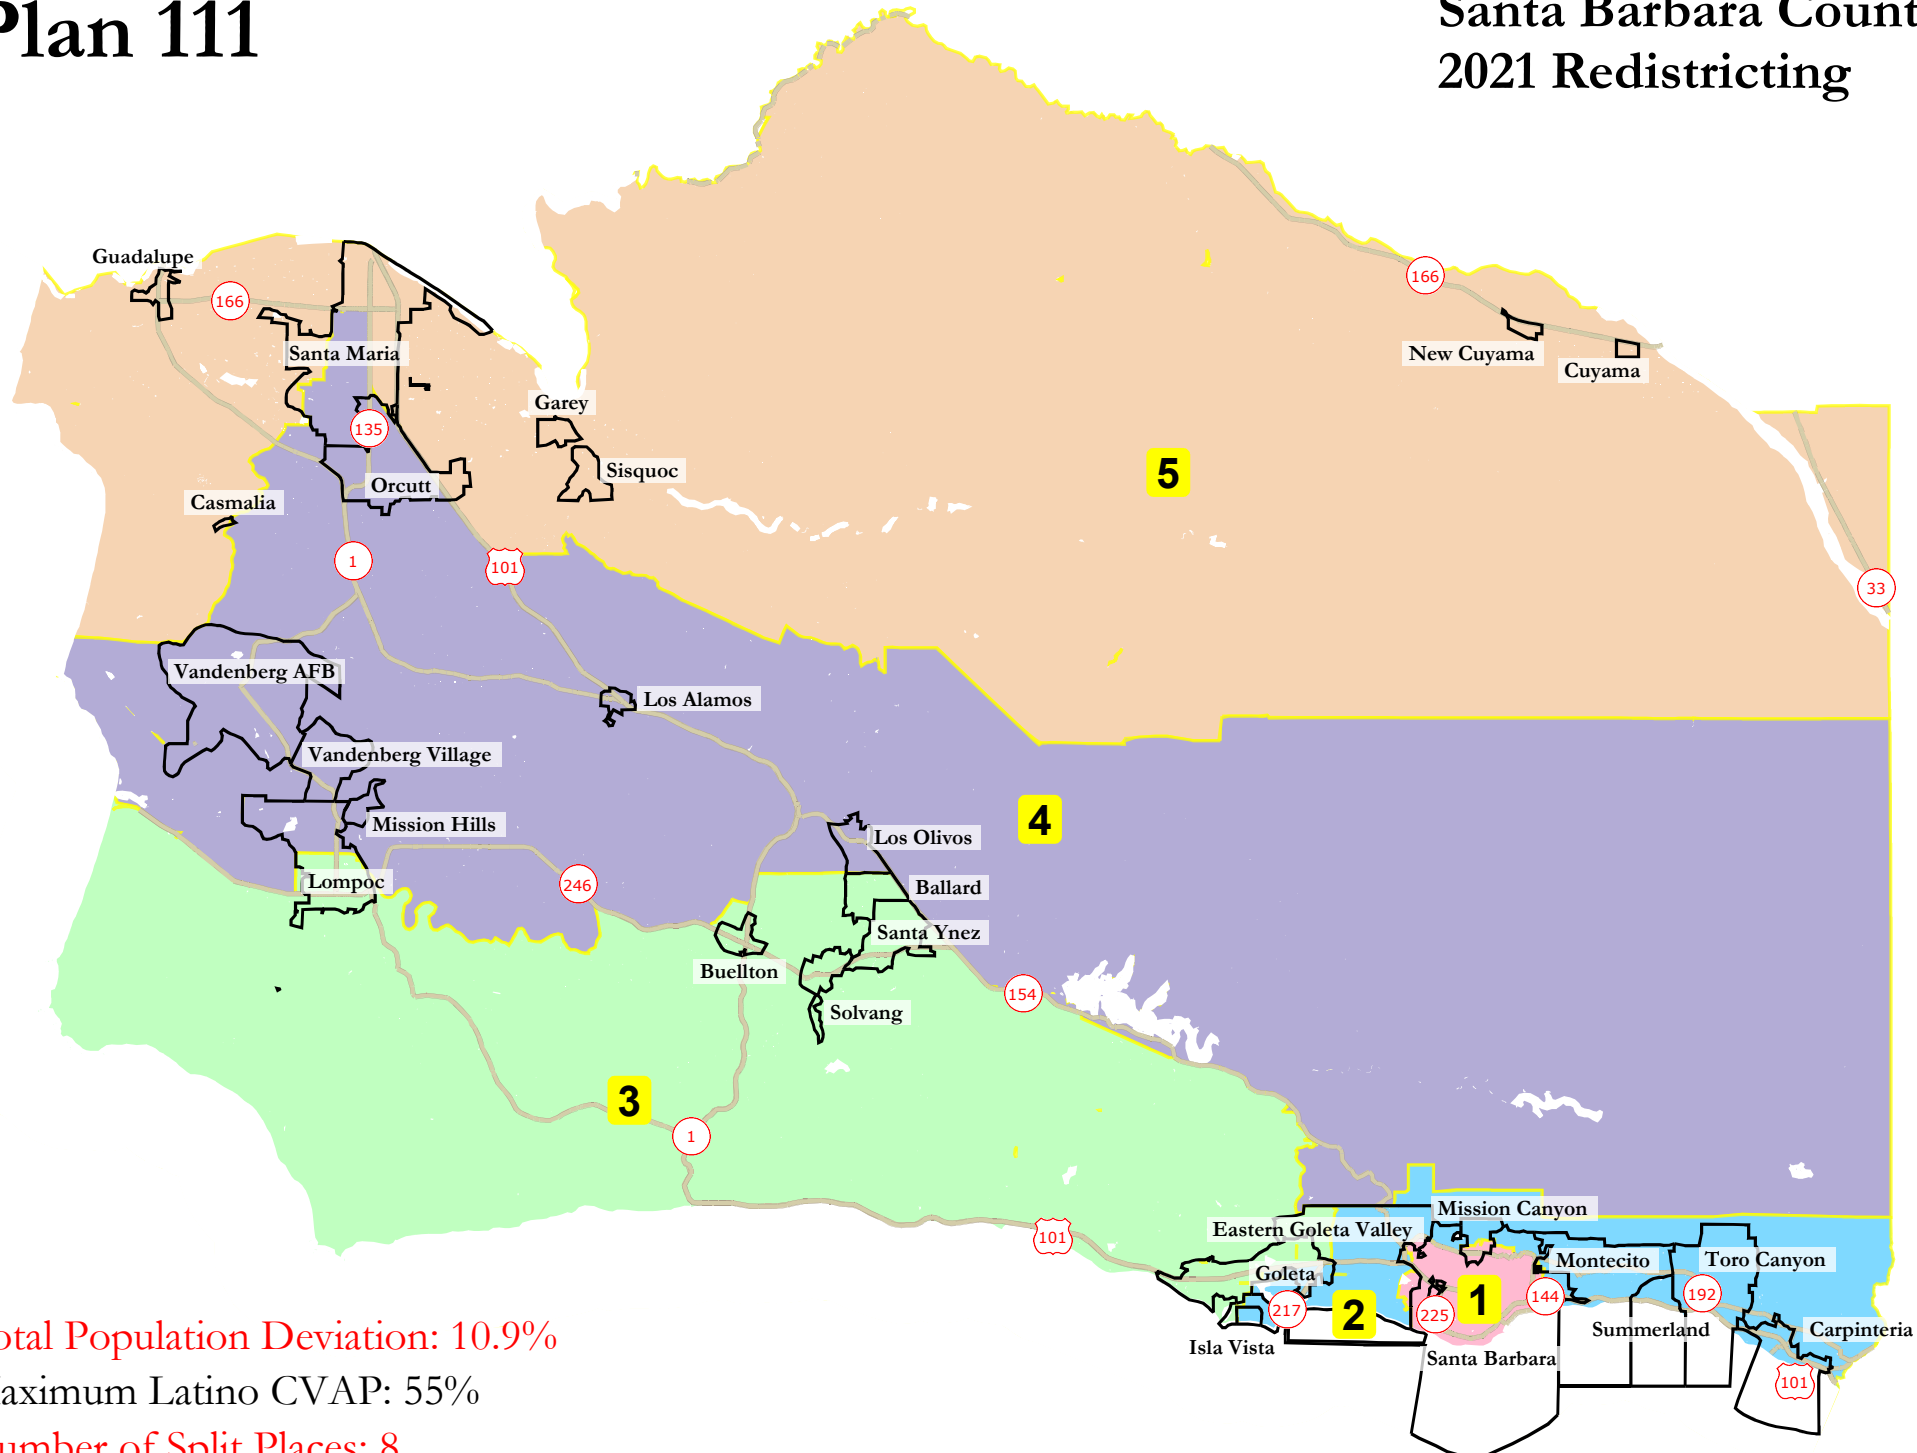 Plan 111
Santa Barbara Count
2021 Redistricting
Guadalupe
166
Santa Maria
135
Orcutt
Casmalia
Garey
Sisquoc
1
101
166
New Cuyama
Cuyama
5
33
Vandenberg AFB
Los Alamos
Vandenberg Village
Mission Hills
Lompoc
246
Los Olivos
4
Ballard
Santa Ynez
Buellton
Solvang
154
3
1
101
Mission Canyon
Eastern Goleta Valley
Goleta
Montecito
Toro Canyon
217
2
225
1
144
192
Isla Vista
Santa Barbara
Summerland
Carpinteria
101
otal Population Deviation: 10.9%
aximum Latino CVAP: 55%
umber of Split Places: 8